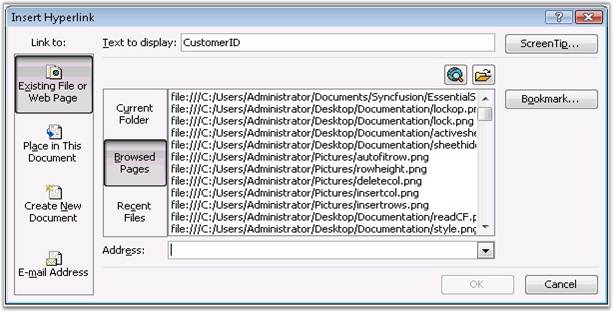 Insert Hyperlink
Link to:
Text to display: CustomerID
ScreenTip...
Existing File or
Web Page
Place in This
Document
Create New
Document
E-mail Address
Current
Folder
Browsed
Pages
Recent
Files
file:///C:/Users/Administrator/Documents/Syncfusion/EssentialS
file:///C:/Users/Administrator/Desktop/Documentation/lockop.pr
file:///C:/Users/Administrator/Desktop/Documentation/lock.png
file:///C:/Users/Administrator/Desktop/Documentation/activeshe
file:///C:/Users/Administrator/Desktop/Documentation/sheethide
file:///C:/Users/Administrator/Pictures/autofitrow.png
file:///C:/Users/Administrator/Pictures/rowheight.png
file:///C:/Users/Administrator/Pictures/deletecol.png
file:///C:/Users/Administrator/Pictures/insertcol.png
file:///C:/Users/Administrator/Pictures/insertrows.png
file:///C:/Users/Administrator/Desktop/Documentation/readCF.p
file:///C:/Users/Administrator/Desktop/Documentation/style.png
Bookmark...
Address:
OK
Cancel